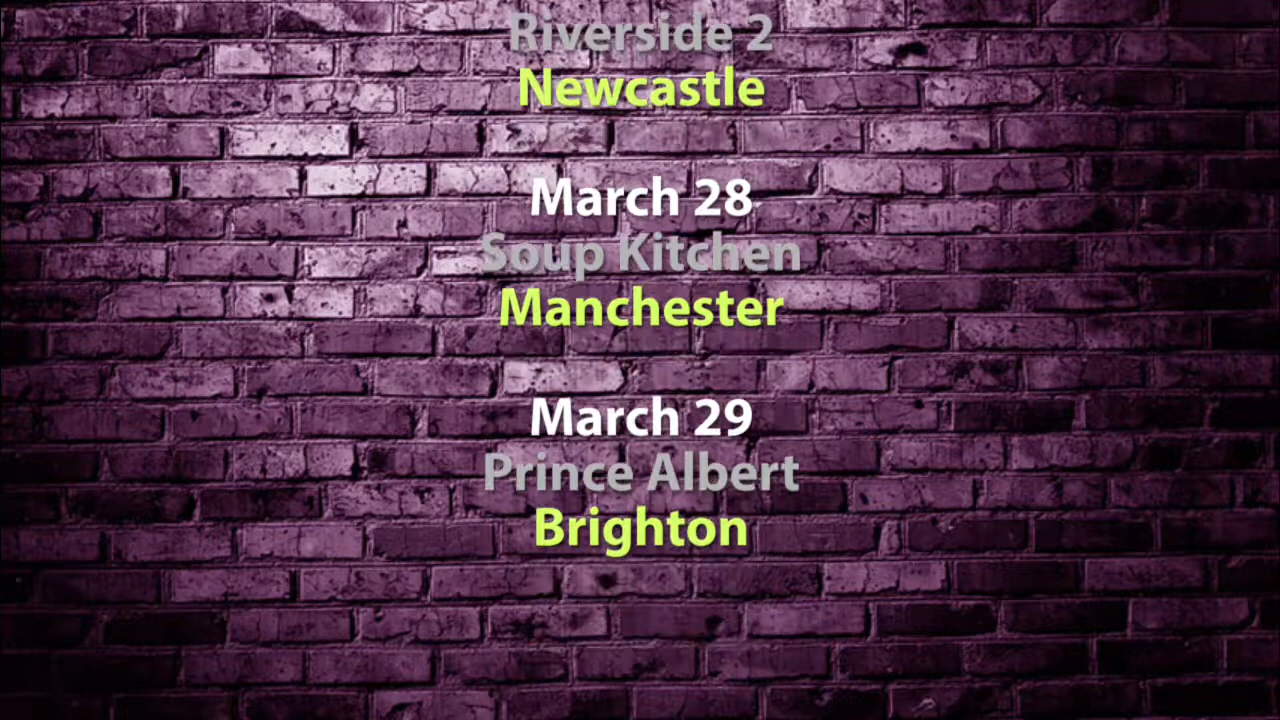 Riverside 2
Newcastle
March 28
Soup Kitchen
Manchester
March 29
Prince Albert
Brighton